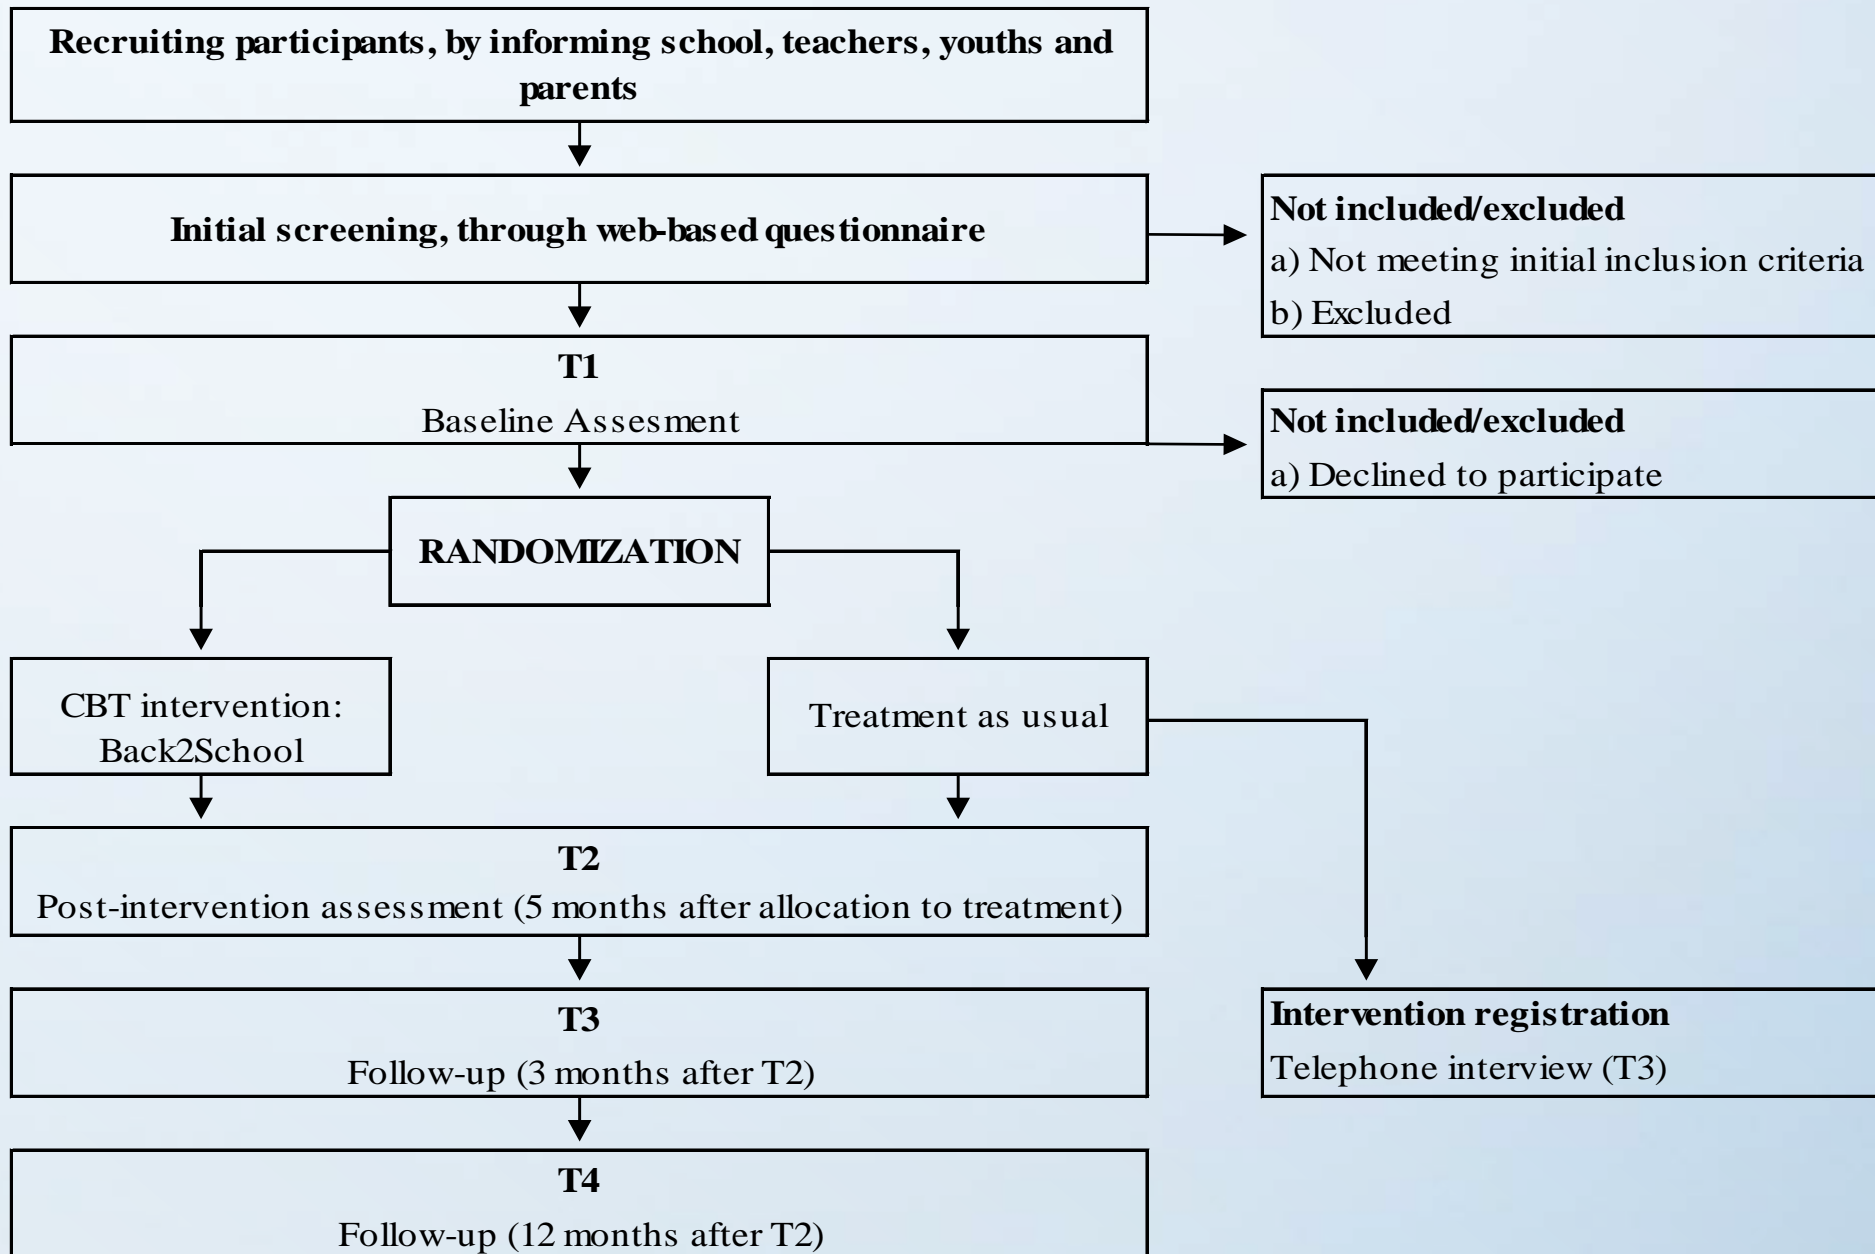 Recruiting participants, by informing school, teachers, youths and
parents
Initial screening, through web-based questionnaire
Not included/excluded
a) Not meeting initial inclusion criteria
b) Excluded
T1
Baseline Assesment
Not included/excluded
a) Declined to participate
RANDOMIZATION
CBT intervention:
Back2School
Treatment as usual
T2
Post-intervention assessment (5 months after allocation to treatment)
T3
Follow-up (3 months after T2)
Intervention registration
Telephone interview (T3)
T4
Follow-up (12 months after T2)